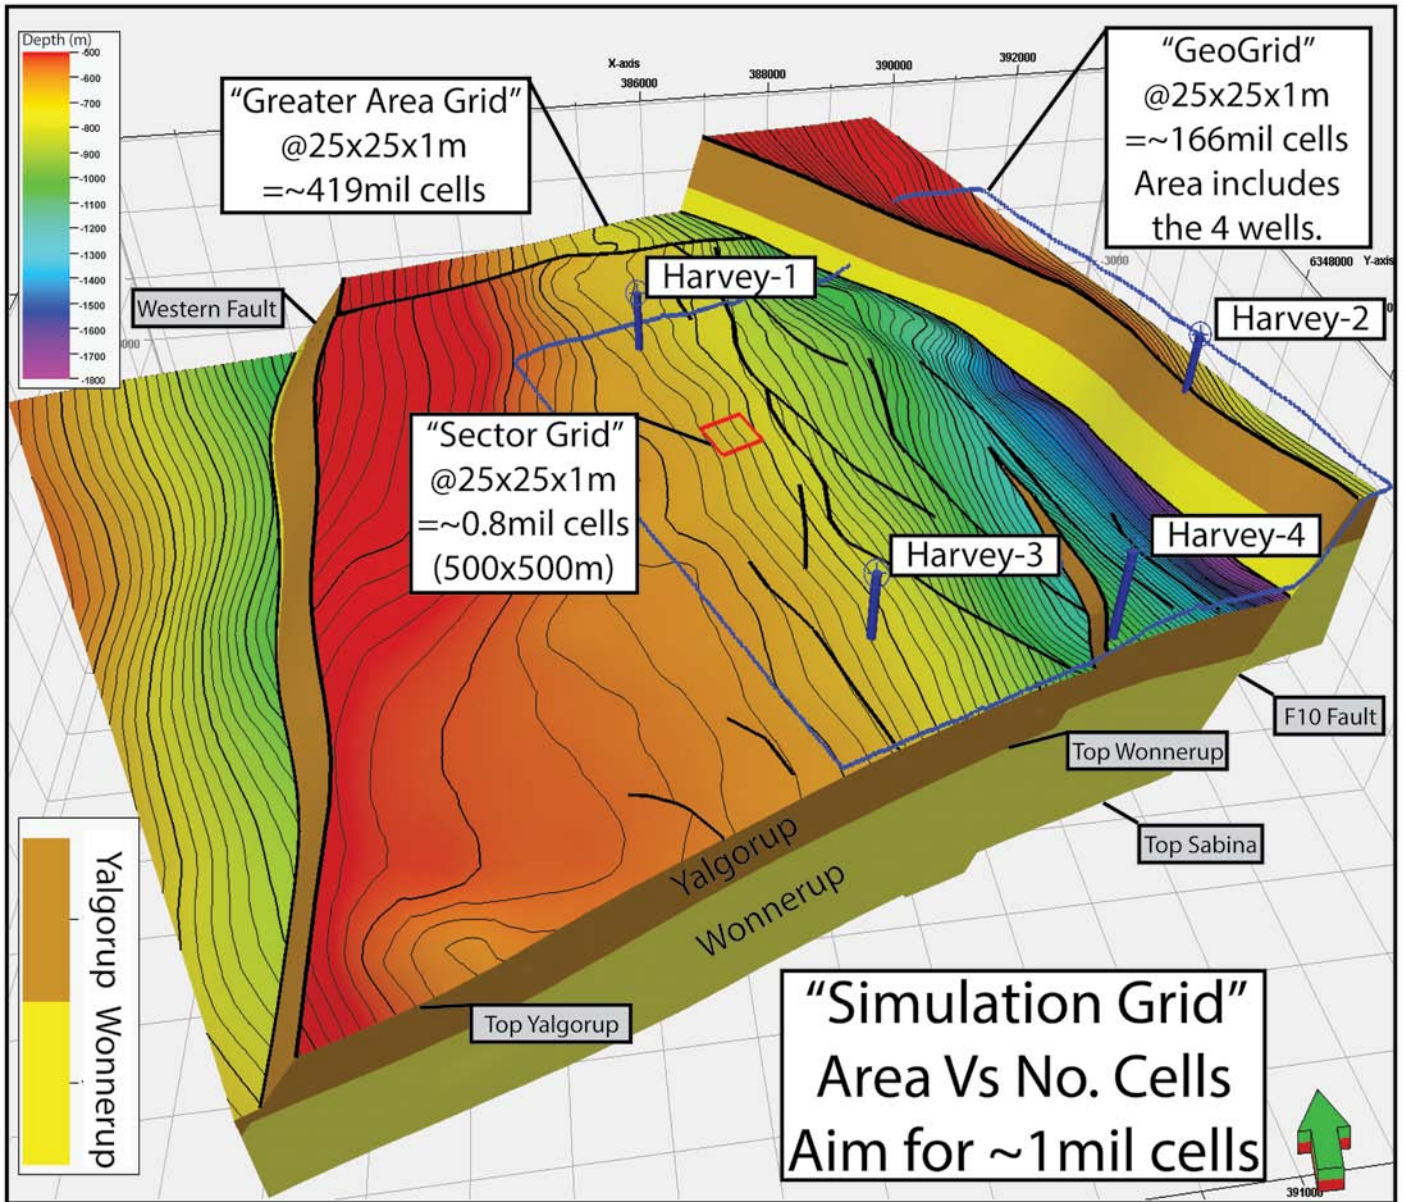 Depth (m)
-500
-600
-700
-800
-900
-1000
-1100
-1200
-1300
-1400
-1500
-1600
-1700
-1800
X-axis
386000
388000
390000
392000
“Greater Area Grid”
@25x25x1m
=~419mil cells
“GeoGrid”
@25x25x1m
=~166mil cells
Area includes
the 4 wells.
-3000
6348000
Y-axis
Western Fault
Harvey-1
Harvey-2
“Sector Grid”
@25x25x1m
=~0.8mil cells
(500x500m)
Harvey-3
Harvey-4
F10 Fault
Top Wonnerup
Top Sabina
Yalgorup
Wonnerup
Top Yalgorup
Yalgorup
Wonnerup
“Simulation Grid”
Area Vs No. Cells
Aim for ~1mil cells